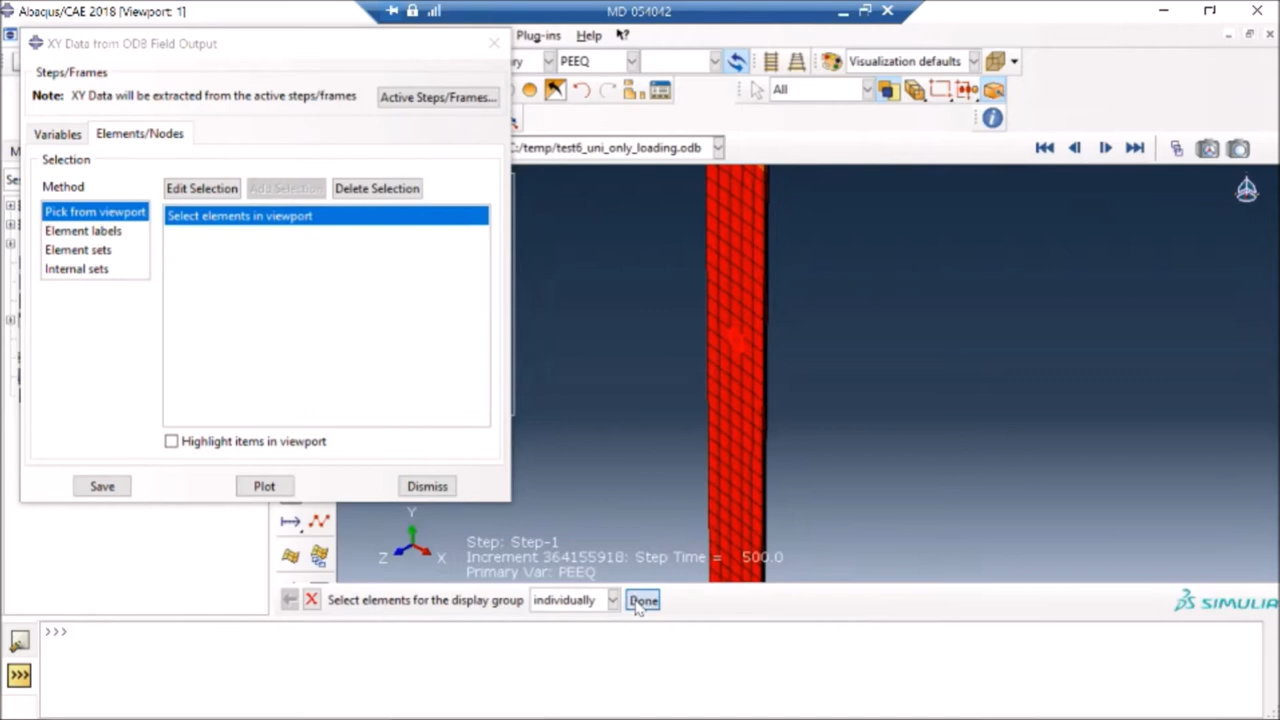 Abaqus/CAE 2018 [Viewport: 1]
MD 054042
XY Data from ODB Field Output
Plug-ins Help
PEEQ
Visualization defaults
Steps/Frames
Note: XY Data will be extracted from the active steps/frames
Active Steps/Frames...
All
Variables
Elements/Nodes
:/temp/test6_uni_only_loading.odb
Selection
Method
Edit Selection
Add Selection
Delete Selection
Pick from viewport
Element labels
Element sets
Internal sets
Select elements in viewport
Highlight items in viewport
Save
Plot
Dismiss
Y
Z
X
Step: Step-1
Increment 364155918: Step Time = 500.0
Primary Var: PEEQ
Select elements for the display group
individually
Done
SIMULIA
>>>
>>>